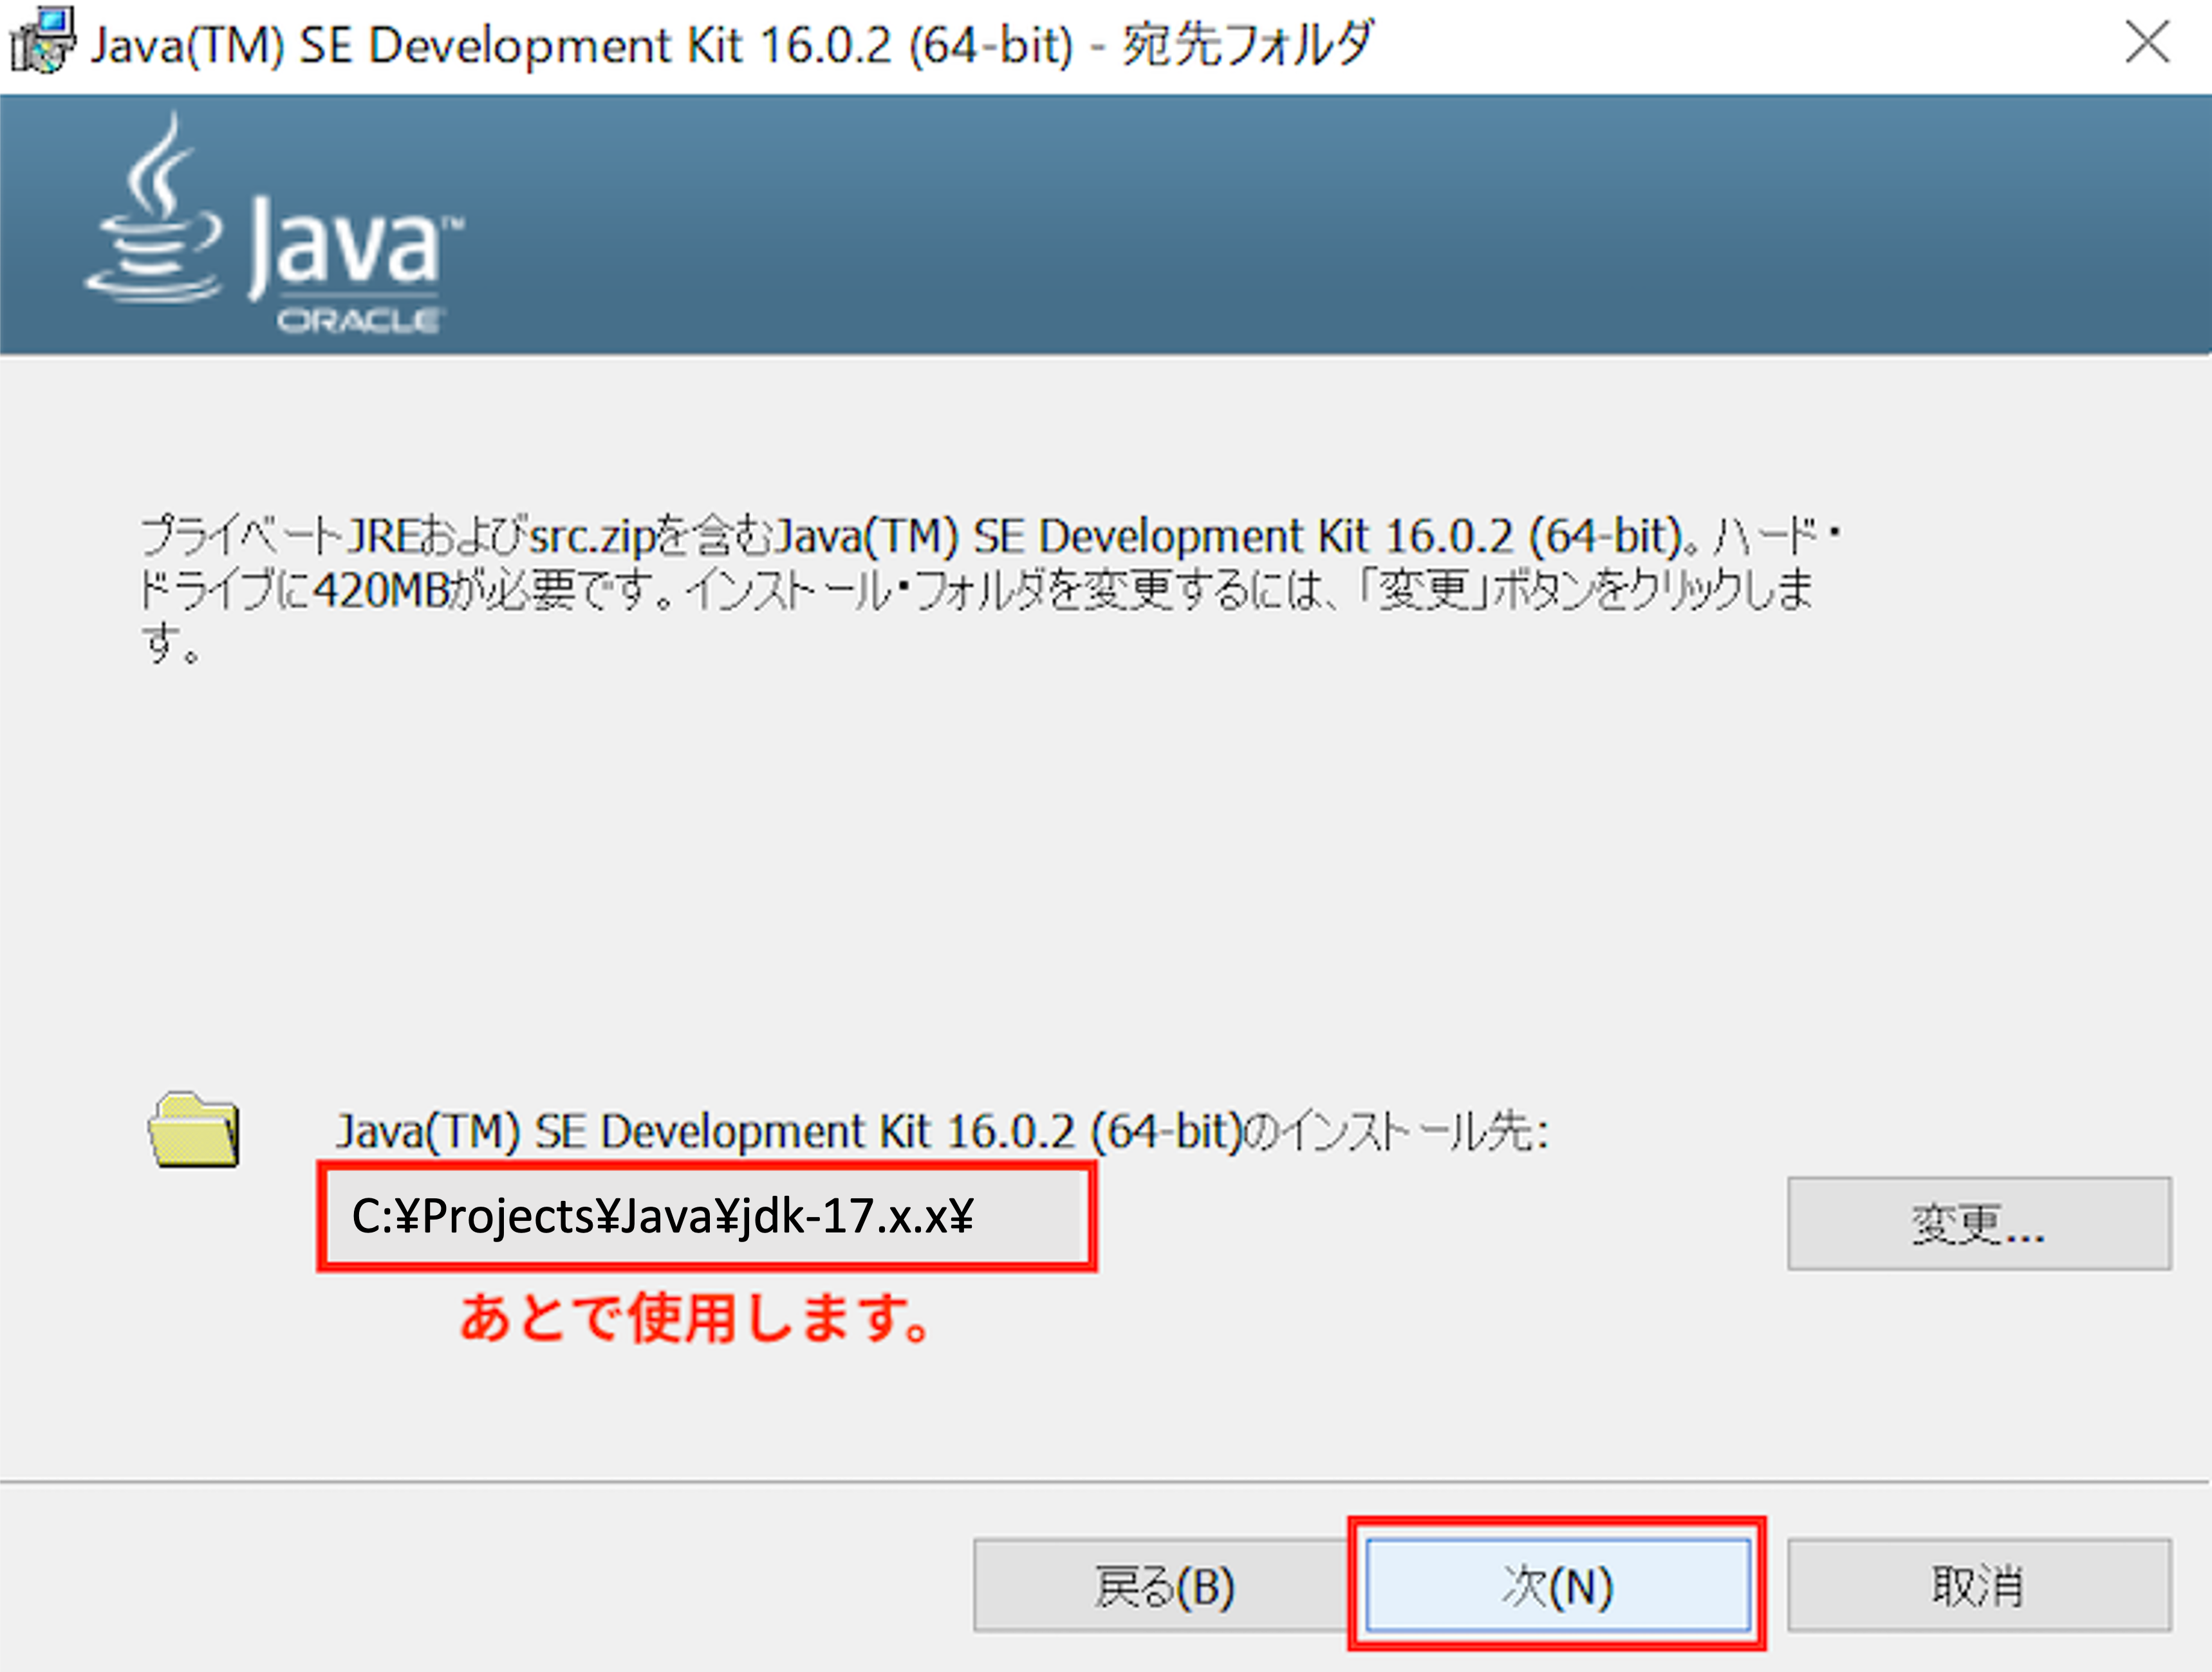 Java(TM) SE Development Kit 16.0.2 (64-bit) - 宛先フォルダ
Java™
ORACLE
プライベートJREおよびsrc.zipを含むJava(TM) SE Development Kit 16.0.2 (64-bit)。ハード・
ドライブに420MBが必要です。インストール・フォルダを変更するには、「変更」ボタンをクリックしま
す。
Java(TM) SE Development Kit 16.0.2 (64-bit)のインストール先:
C:¥Projects¥Java¥jdk-17.x.x¥
変更...
あとで使用します。
戻る(B)
次(N)
取消